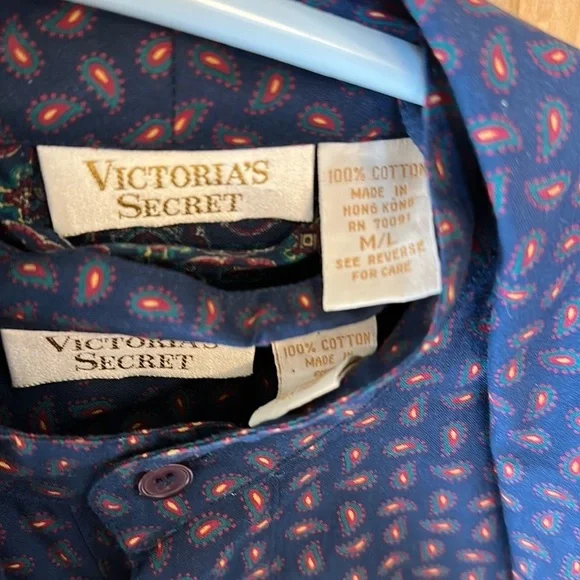 VICTORIA'S
SECRET
100% COTTON
MADE IN
HONG KONG
RN 70091
M/L
SEE REVERSE
FOR CARE
VICTORIA'S
SECRET
100% COTTON
MADE IN